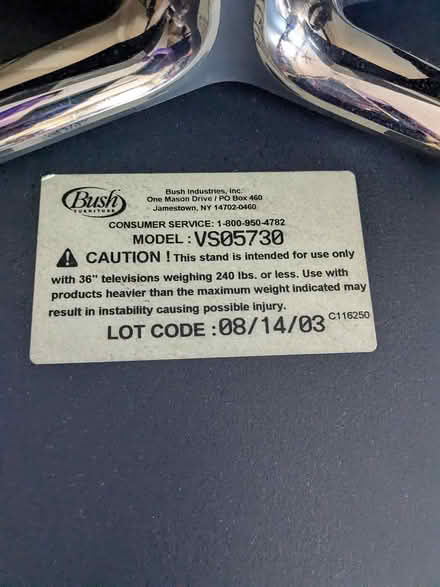 Bush
FURNITURE
Bush Industries, Inc.
One Mason Drive / PO Box 460
Jamestown, NY 14702-0460
CONSUMER SERVICE: 1-800-950-4782
MODEL : VS05730
CAUTION ! This stand is intended for use only
with 36" televisions weighing 240 lbs. or less. Use with
products heavier than the maximum weight indicated may
result in instability causing possible injury.
LOT CODE : 08/14/03 C116250